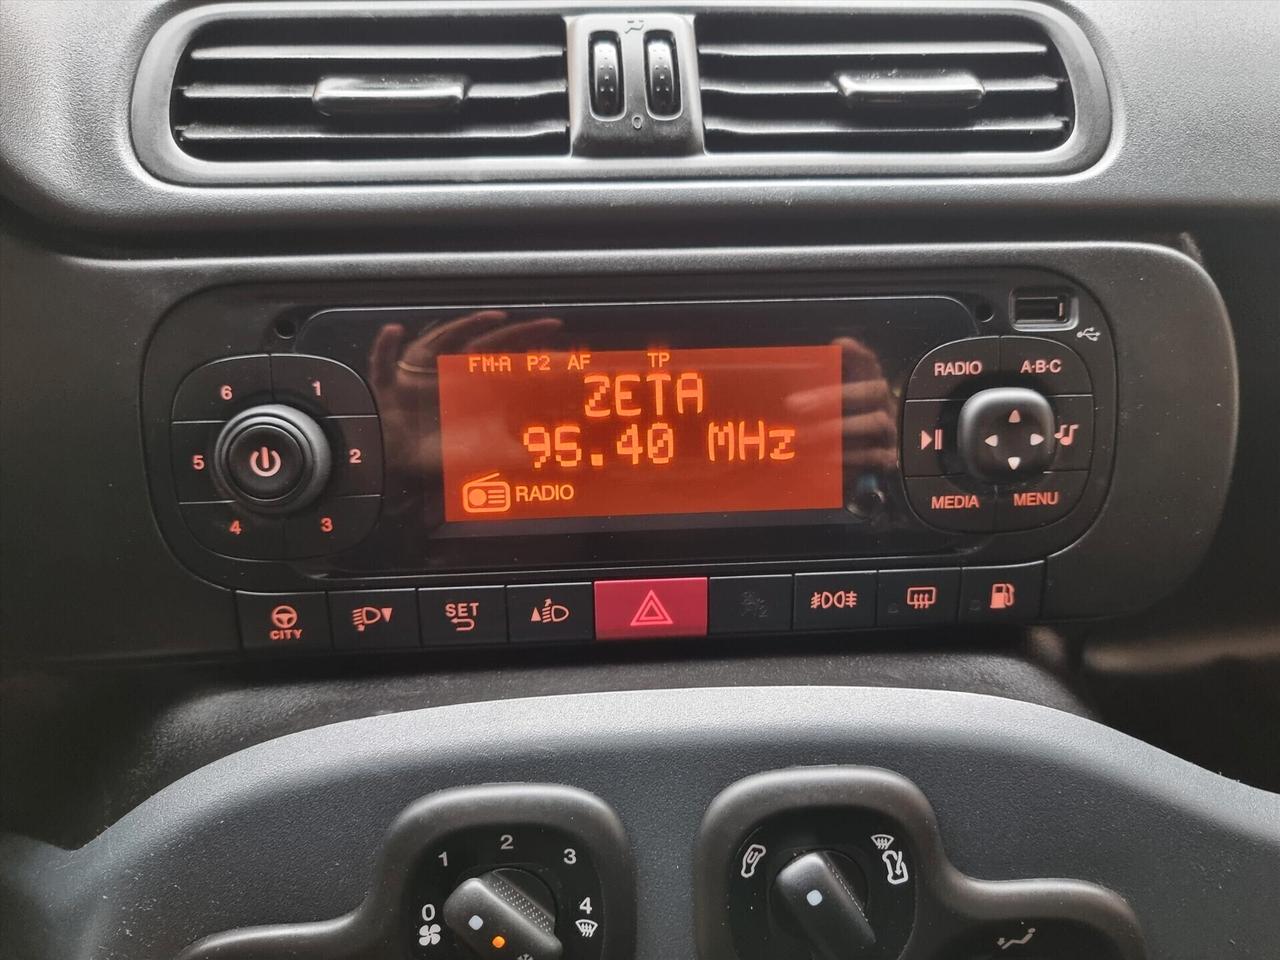 0
FM-A P2 AF TP
ZETA
95.40 MHz
RADIO
6 1
5 2
4 3
RADIO A·B·C
MEDIA MENU
CITY
SET
0 1 2 3 4